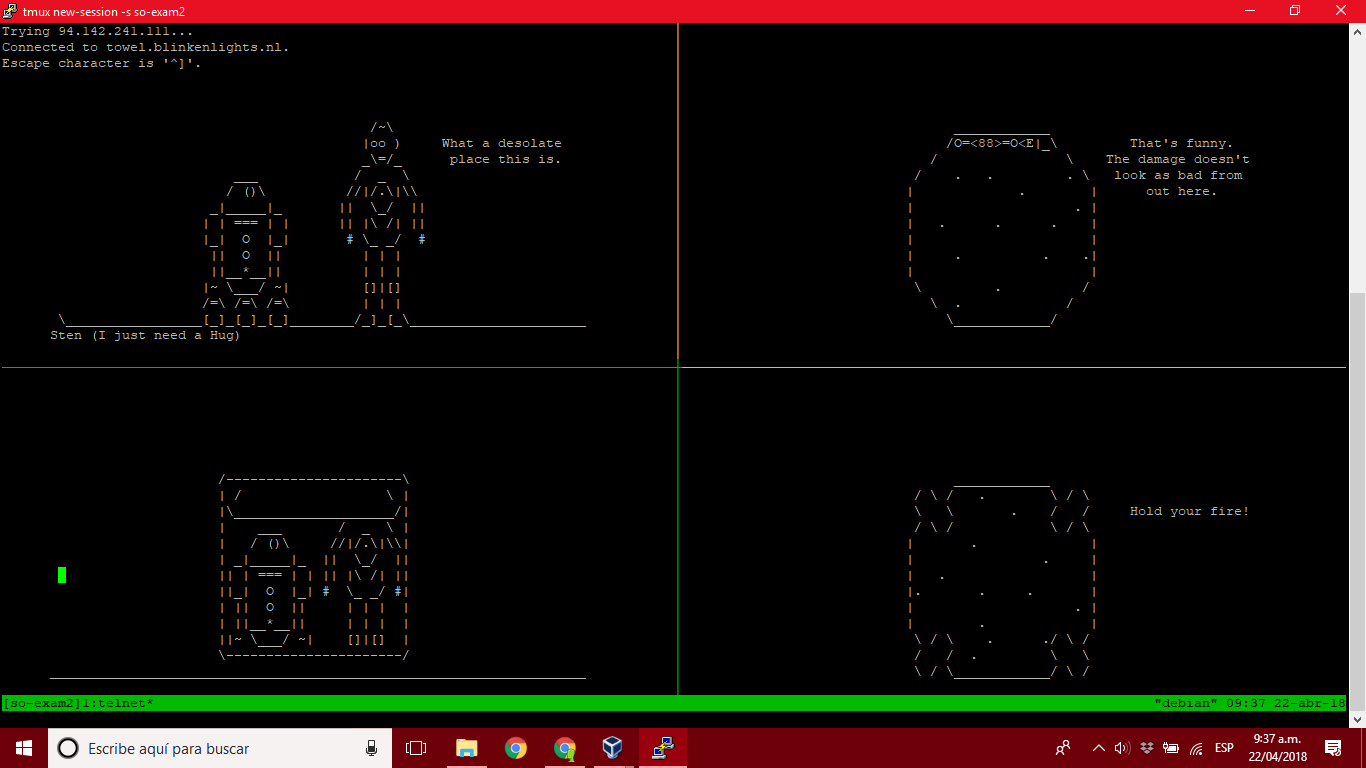 tmux new-session -s so-exam2
Trying 94.142.241.111...
Connected to towel.blinkenlights.nl.
Escape character is '^]'.
What a desolate
place this is.
Sten (I just need a Hug)
That's funny.
The damage doesn't
look as bad from
out here.
Hold your fire!
[so-exam2]1:telnet*
"debian" 09:37 22-abr-18
Escribe aquí para buscar
ESP
9:37 a.m.
22/04/2018